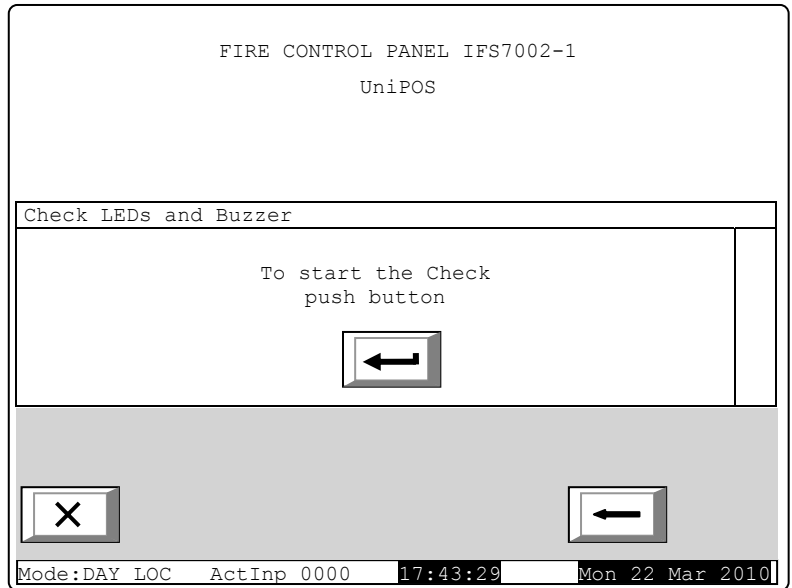 FIRE CONTROL PANEL IFS7002-1
UniPOS
Check LEDs and Buzzer
To start the Check
push button
Mode:DAY LOC ActInp 0000 17:43:29 Mon 22 Mar 2010